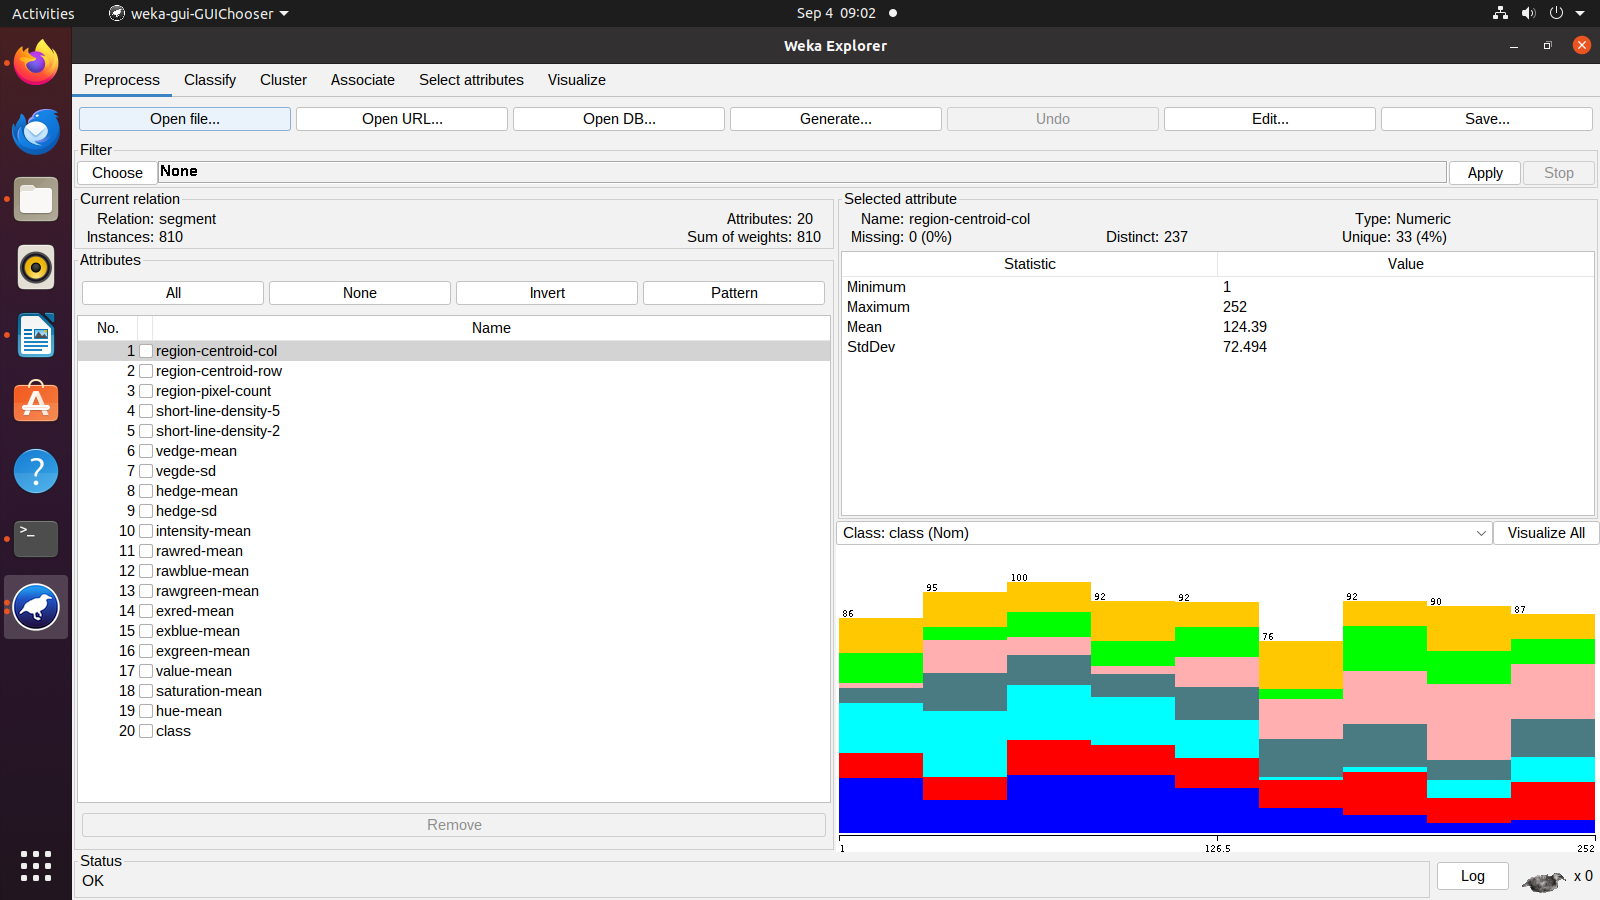 Activities weka-gui-GUIChooser Sep 4 09:02
Weka Explorer
Preprocess Classify Cluster Associate Select attributes Visualize
Open file... Open URL... Open DB... Generate... Undo Edit... Save...
Filter
Choose None Apply Stop
Current relation
Relation: segment Attributes: 20
Instances: 810 Sum of weights: 810
Attributes
All None Invert Pattern
No. Name
1 region-centroid-col
2 region-centroid-row
3 region-pixel-count
4 short-line-density-5
5 short-line-density-2
6 vedge-mean
7 vegde-sd
8 hedge-mean
9 hedge-sd
10 intensity-mean
11 rawred-mean
12 rawblue-mean
13 rawgreen-mean
14 exred-mean
15 exblue-mean
16 exgreen-mean
17 value-mean
18 saturation-mean
19 hue-mean
20 class
Remove
Selected attribute
Name: region-centroid-col Type: Numeric
Missing: 0 (0%) Distinct: 237 Unique: 33 (4%)
Statistic Value
Minimum 1
Maximum 252
Mean 124.39
StdDev 72.494
Class: class (Nom) Visualize All
86 95 100 92 92 76 92 90 87
1 126.5 252
Status
OK
Log x 0